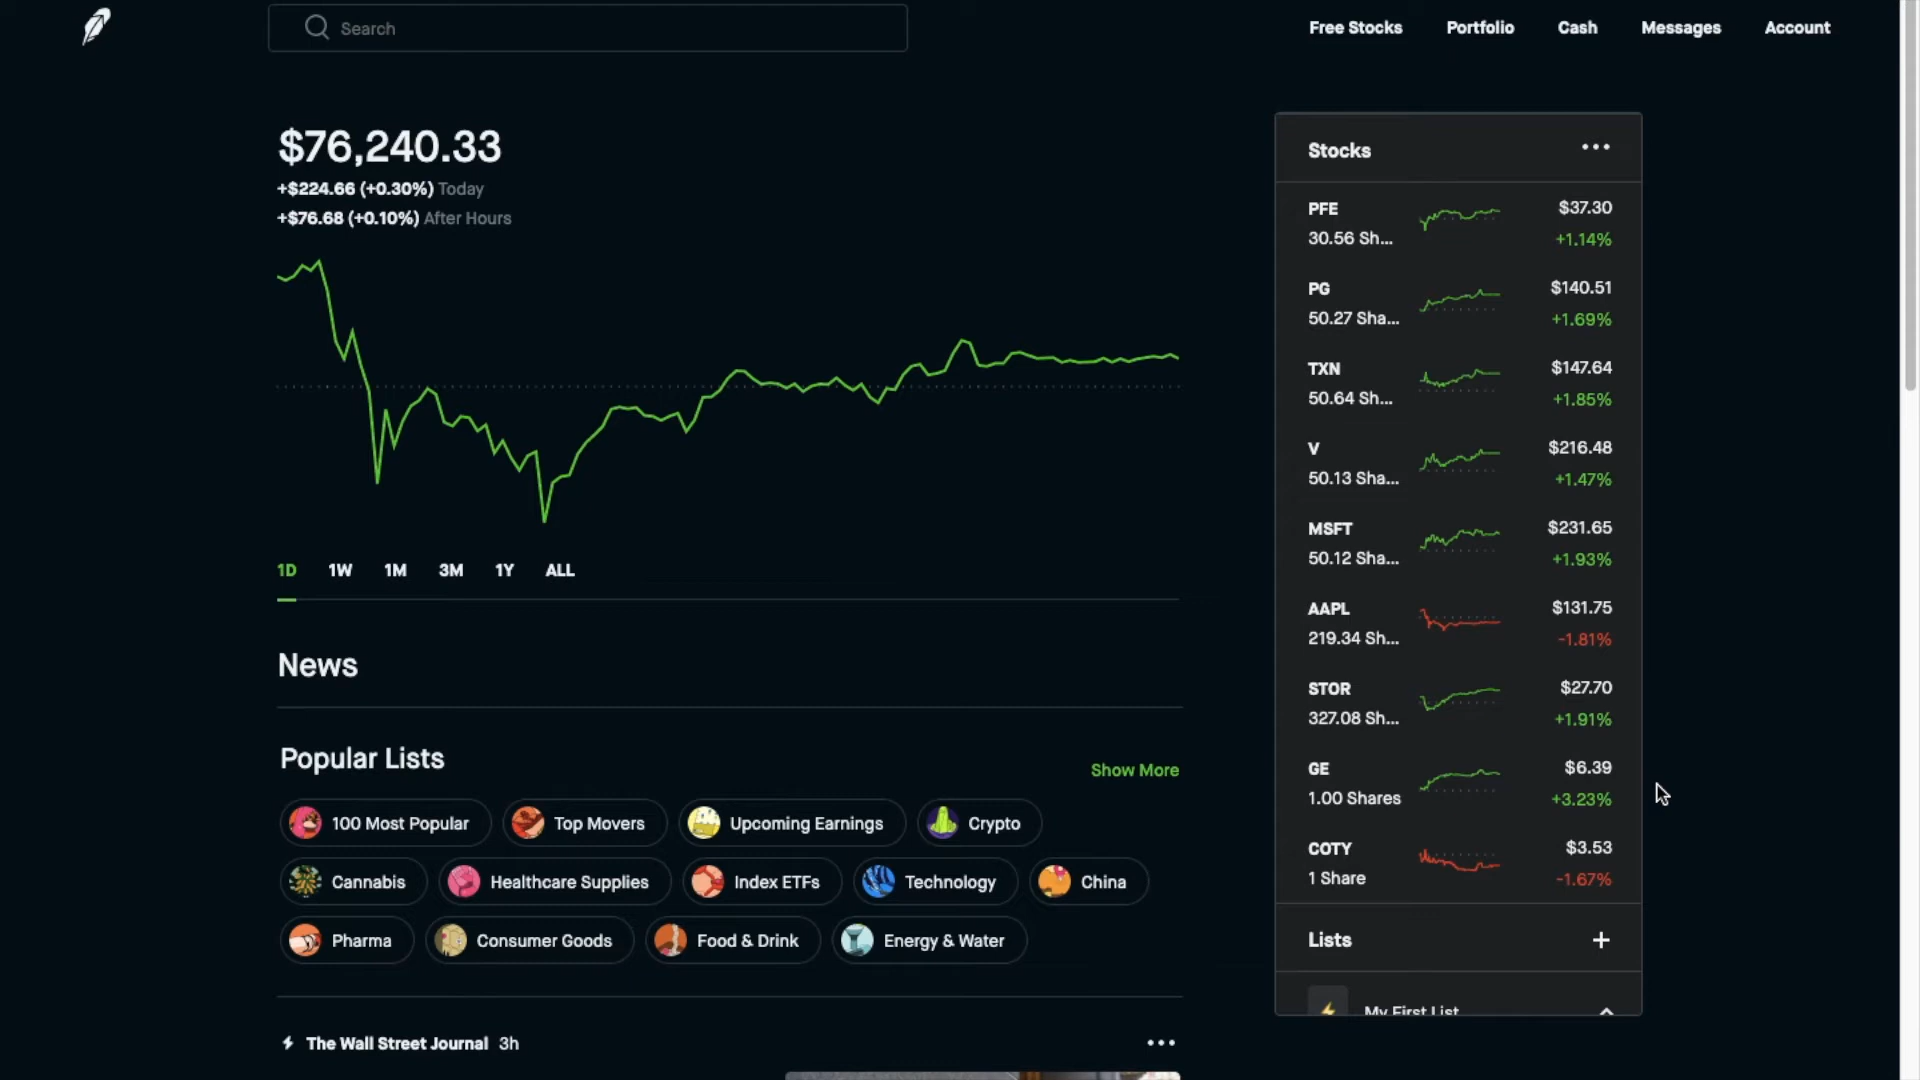 Search
Free Stocks Portfolio Cash Messages Account
$76,240.33
+$224.66 (+0.30%) Today
+$76.68 (+0.10%) After Hours
1D 1W 1M 3M 1Y ALL
News
Popular Lists
Show More
100 Most Popular Top Movers Upcoming Earnings Crypto
Cannabis Healthcare Supplies Index ETFs Technology China
Pharma Consumer Goods Food & Drink Energy & Water
The Wall Street Journal 3h
Stocks
PFE $37.30
30.56 Sh... +1.14%
PG $140.51
50.27 Sha... +1.69%
TXN $147.64
50.64 Sh... +1.85%
V $216.48
50.13 Sha... +1.47%
MSFT $231.65
50.12 Sha... +1.93%
AAPL $131.75
219.34 Sh... -1.81%
STOR $27.70
327.08 Sh... +1.91%
GE $6.39
1.00 Shares +3.23%
COTY $3.53
1 Share -1.67%
Lists
My First List